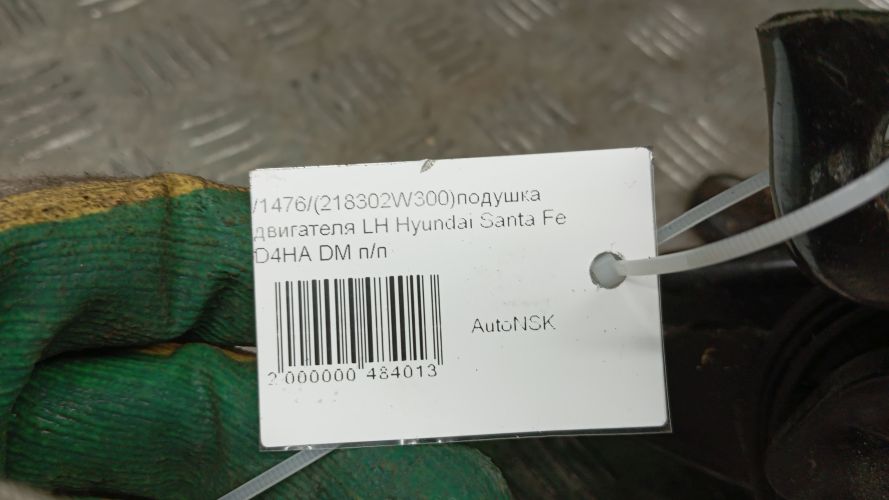 /1476/(218302W300)подушка
двигателя LH Hyundai Santa Fe
D4HA DM п/п
AutoNSK
2 000000 484013